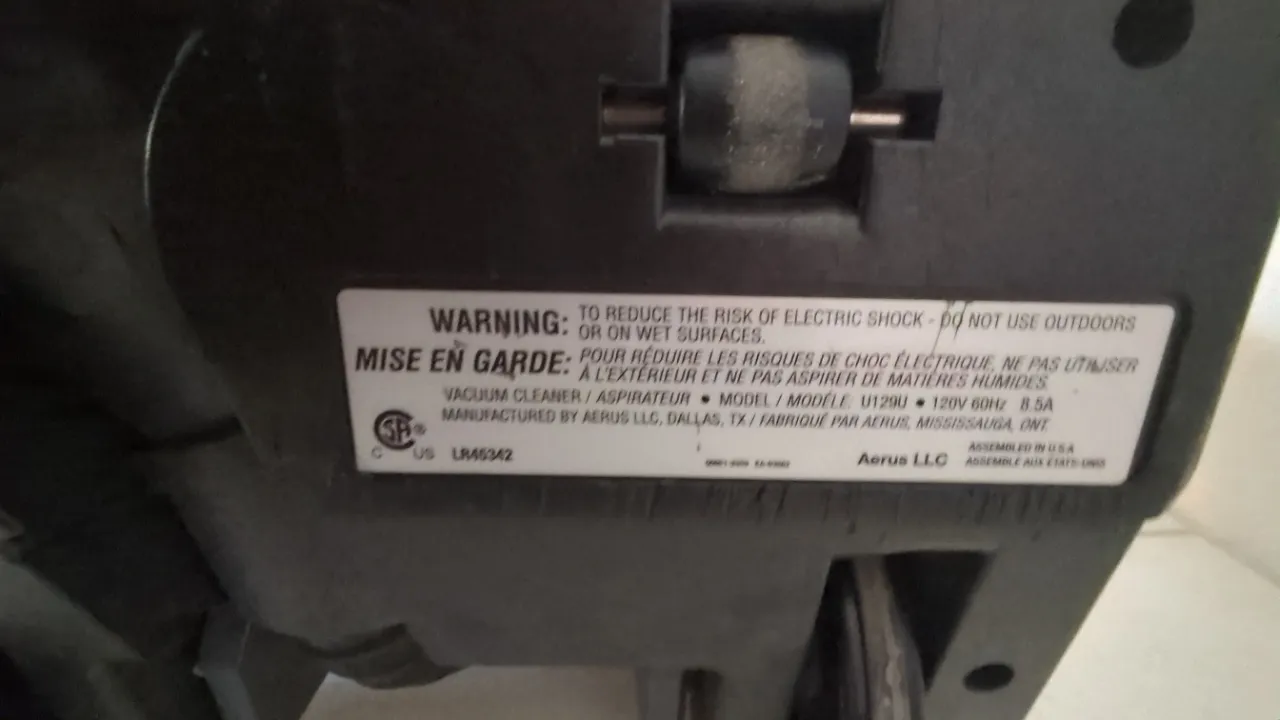 WARNING: TO REDUCE THE RISK OF ELECTRIC SHOCK - DO NOT USE OUTDOORS
OR ON WET SURFACES.
MISE EN GARDE: POUR RÉDUIRE LES RISQUES DE CHOC ÉLECTRIQUE, NE PAS UTILISER
À L'EXTÉRIEUR ET NE PAS ASPIRER DE MATIÈRES HUMIDES
VACUUM CLEANER / ASPIRATEUR • MODEL / MODÈLE U129U • 120V 60Hz 8.5A
MANUFACTURED BY AERUS LLC, DALLAS, TX / FABRIQUÉ PAR AERUS, MISSISSAUGA, ONT
SA ®
C US LR45342
Aerus LLC
ASSEMBLED IN U.S.A
ASSEMBLÉ AUX ÉTATS-UNIS